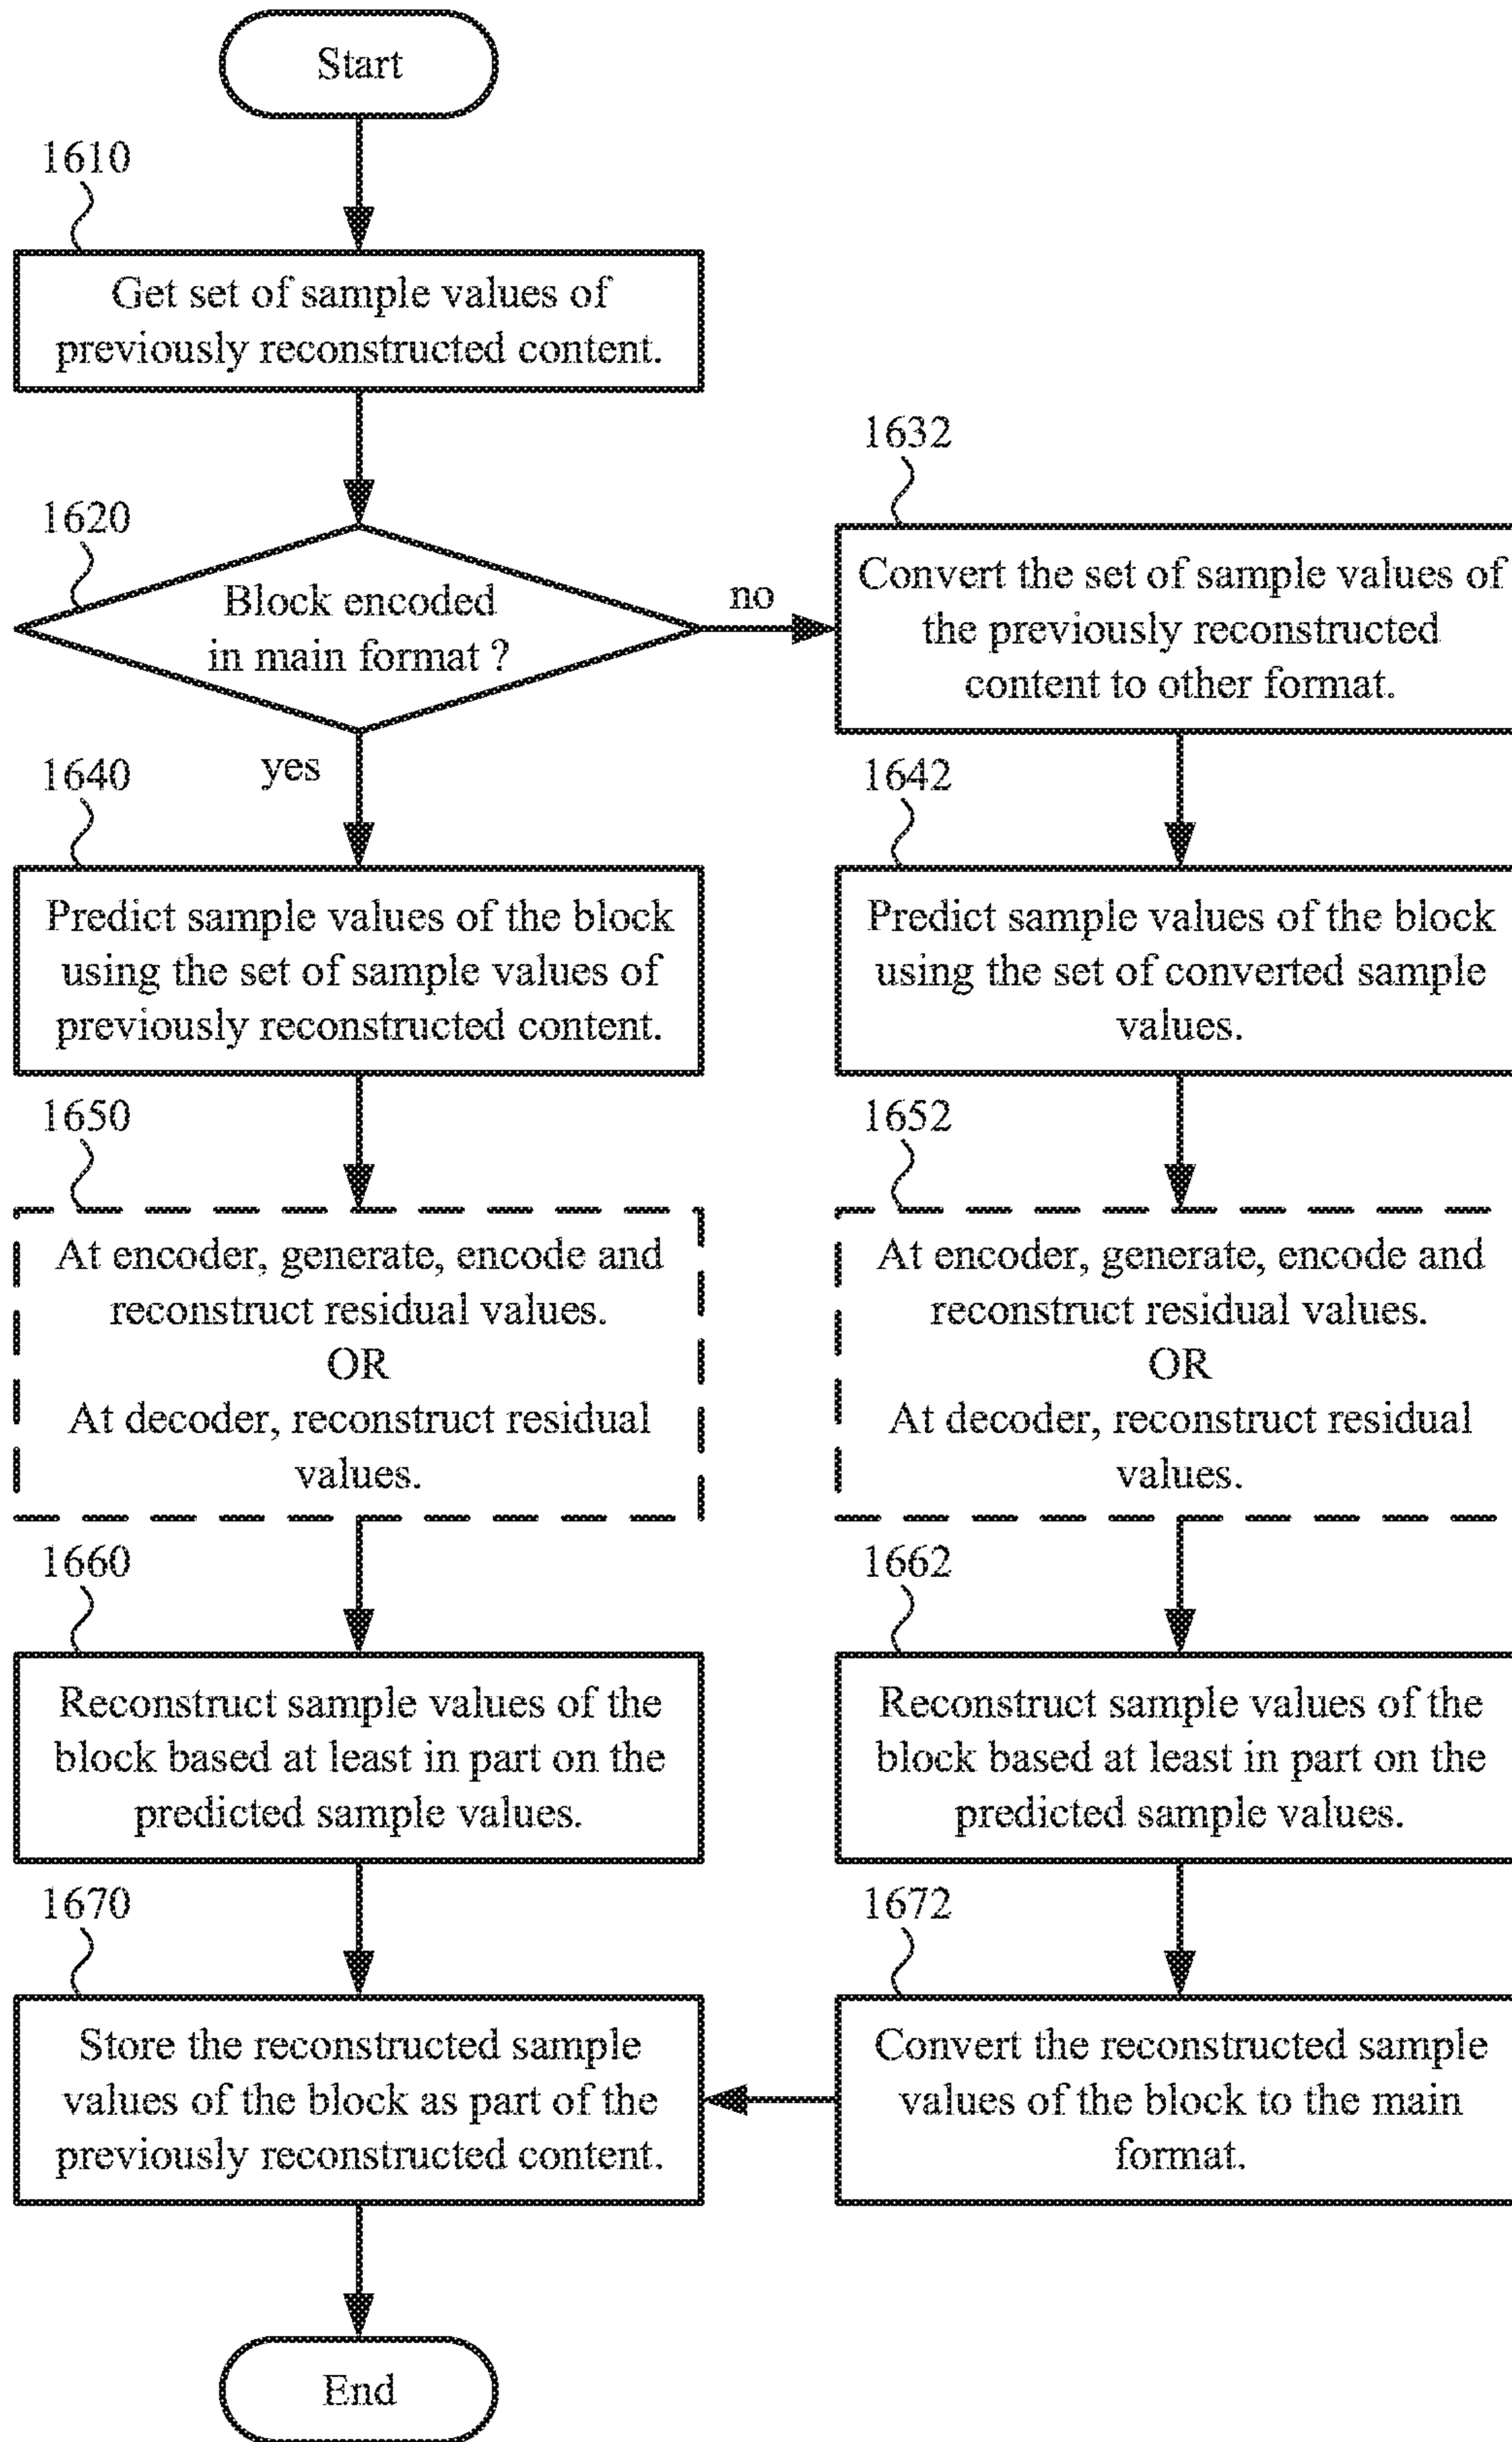 Start
1610
Get set of sample values of
previously reconstructed content.
1620
Block encoded
in main format ?
no
yes
1632
Convert the set of sample values of
the previously reconstructed
content to other format.
1640
Predict sample values of the block
using the set of sample values of
previously reconstructed content.
1642
Predict sample values of the block
using the set of converted sample
values.
1650
At encoder, generate, encode and
reconstruct residual values.
OR
At decoder, reconstruct residual
values.
1652
At encoder, generate, encode and
reconstruct residual values.
OR
At decoder, reconstruct residual
values.
1660
Reconstruct sample values of the
block based at least in part on the
predicted sample values.
1662
Reconstruct sample values of the
block based at least in part on the
predicted sample values.
1670
Store the reconstructed sample
values of the block as part of the
previously reconstructed content.
1672
Convert the reconstructed sample
values of the block to the main
format.
End